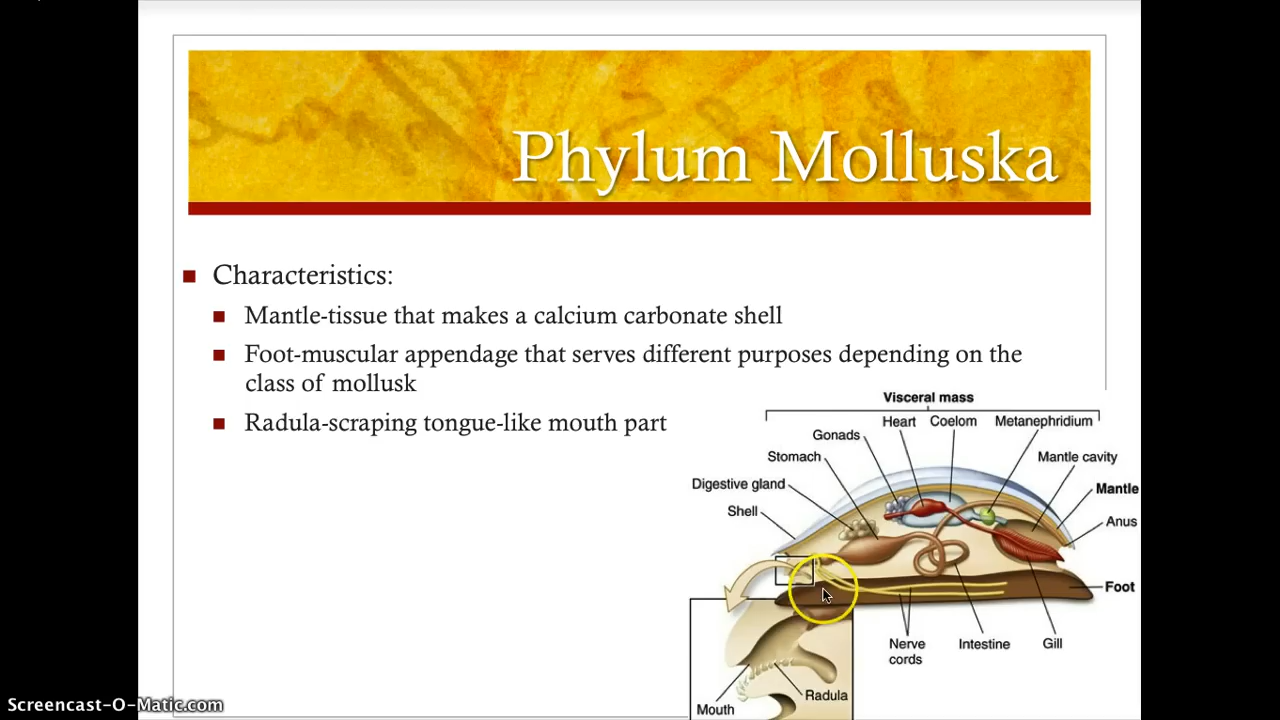 Phylum Molluska
Characteristics:
Mantle-tissue that makes a calcium carbonate shell
Foot-muscular appendage that serves different purposes depending on the
class of mollusk
Radula-scraping tongue-like mouth part
Visceral mass
Heart
Coelom
Metanephridium
Gonads
Stomach
Mantle cavity
Digestive gland
Mantle
Shell
Anus
Foot
Nerve
cords
Intestine
Gill
Radula
Mouth
Screencast-O-Matic.com